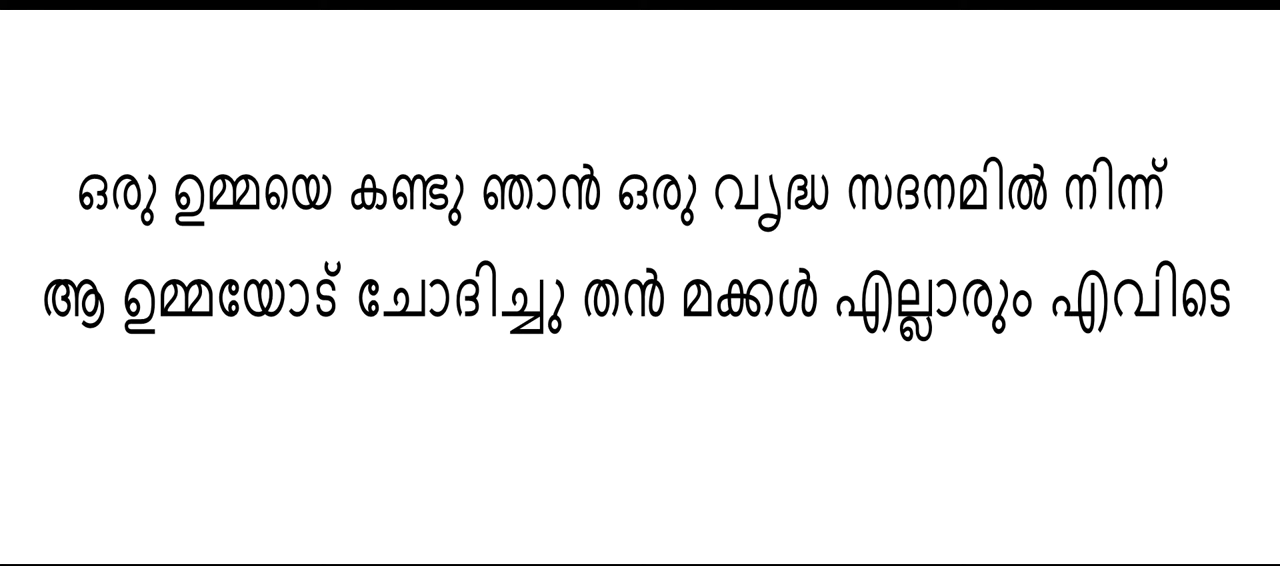 ഒരു ഉമ്മയെ കണ്ടു ഞാൻ ഒരു വൃദ്ധ സദനമിൽ നിന്ന്
ആ ഉമ്മയോട് ചോദിച്ചു തൻ മക്കൾ എല്ലാരും എവിടെ